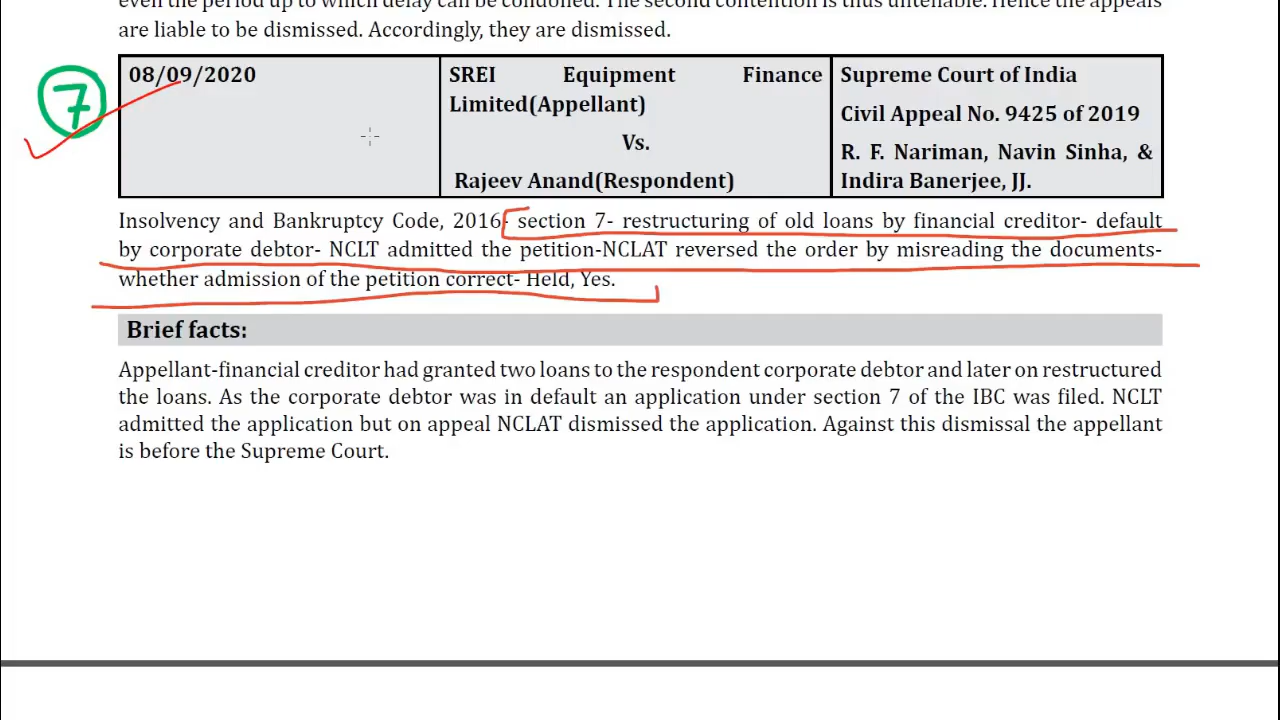 even the period up to which delay can be condoned. The second contention is thus untenable. Hence the appeals
are liable to be dismissed. Accordingly, they are dismissed.
7
08/09/2020
SREI Equipment Finance
Limited(Appellant)
Vs.
Rajeev Anand(Respondent)
Supreme Court of India
Civil Appeal No. 9425 of 2019
R. F. Nariman, Navin Sinha, &
Indira Banerjee, JJ.
Insolvency and Bankruptcy Code, 2016- section 7- restructuring of old loans by financial creditor- default
by corporate debtor- NCLT admitted the petition-NCLAT reversed the order by misreading the documents-
whether admission of the petition correct- Held, Yes.
Brief facts:
Appellant-financial creditor had granted two loans to the respondent corporate debtor and later on restructured
the loans. As the corporate debtor was in default an application under section 7 of the IBC was filed. NCLT
admitted the application but on appeal NCLAT dismissed the application. Against this dismissal the appellant
is before the Supreme Court.